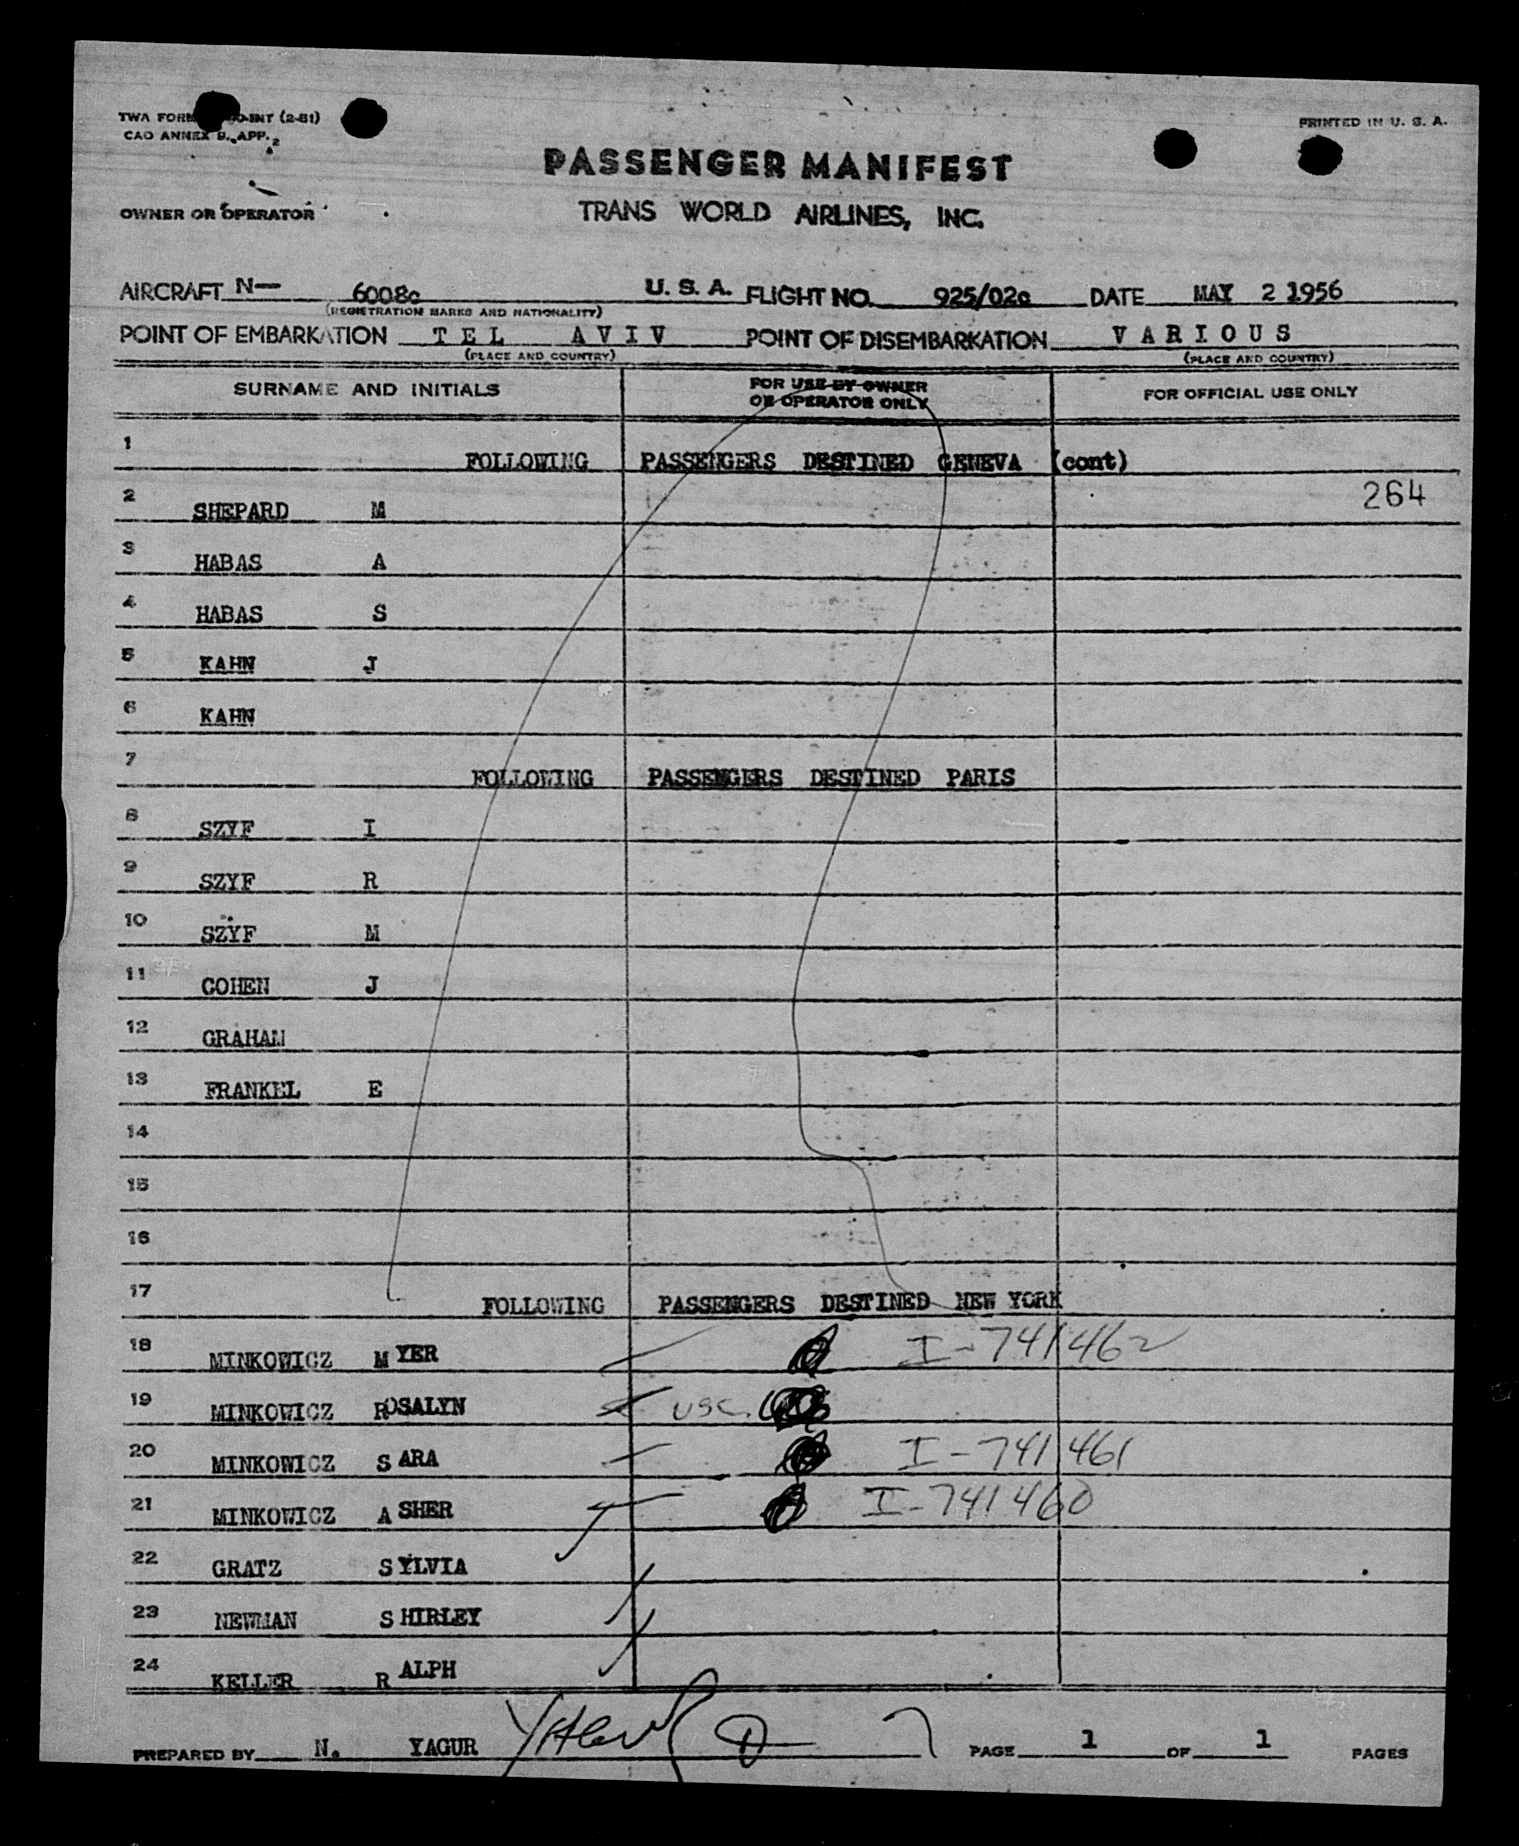 TWA FORM INT (2-51)
CAO ANNEX 9., APP. 2
PRINTED IN U. S. A.
PASSENGER MANIFEST
OWNER OR OPERATOR
TRANS WORLD AIRLINES, INC.
AIRCRAFT N— 6008c U. S. A. FLIGHT NO. 925/02c DATE MAY 2 1956
(REGISTRATION MARKS AND NATIONALITY)
POINT OF EMBARKATION TEL AVIV POINT OF DISEMBARKATION VARIOUS
(PLACE AND COUNTRY) (PLACE AND COUNTRY)
SURNAME AND INITIALS FOR USE BY OWNER OR OPERATOR ONLY FOR OFFICIAL USE ONLY
1 FOLLOWING PASSENGERS DESTINED GENEVA (cont)
264
2 SHEPARD M
3 HABAS A
4 HABAS S
5 KAHN J
6 KAHN
7 FOLLOWING PASSENGERS DESTINED PARIS
8 SZYF I
9 SZYF R
10 SZYF M
11 COHEN J
12 GRAHAM
13 FRANKEL E
14
15
16
17 FOLLOWING PASSENGERS DESTINED NEW YORK
18 MINKOWICZ MYER I-741462
19 MINKOWICZ ROSALYN USC.
20 MINKOWICZ SARA I-741461
21 MINKOWICZ ASHER I-741460
22 GRATZ SYLVIA
23 NEWMAN SHIRLEY
24 KELLER RALPH
PREPARED BY N. YAGUR PAGE 1 OF 1 PAGES